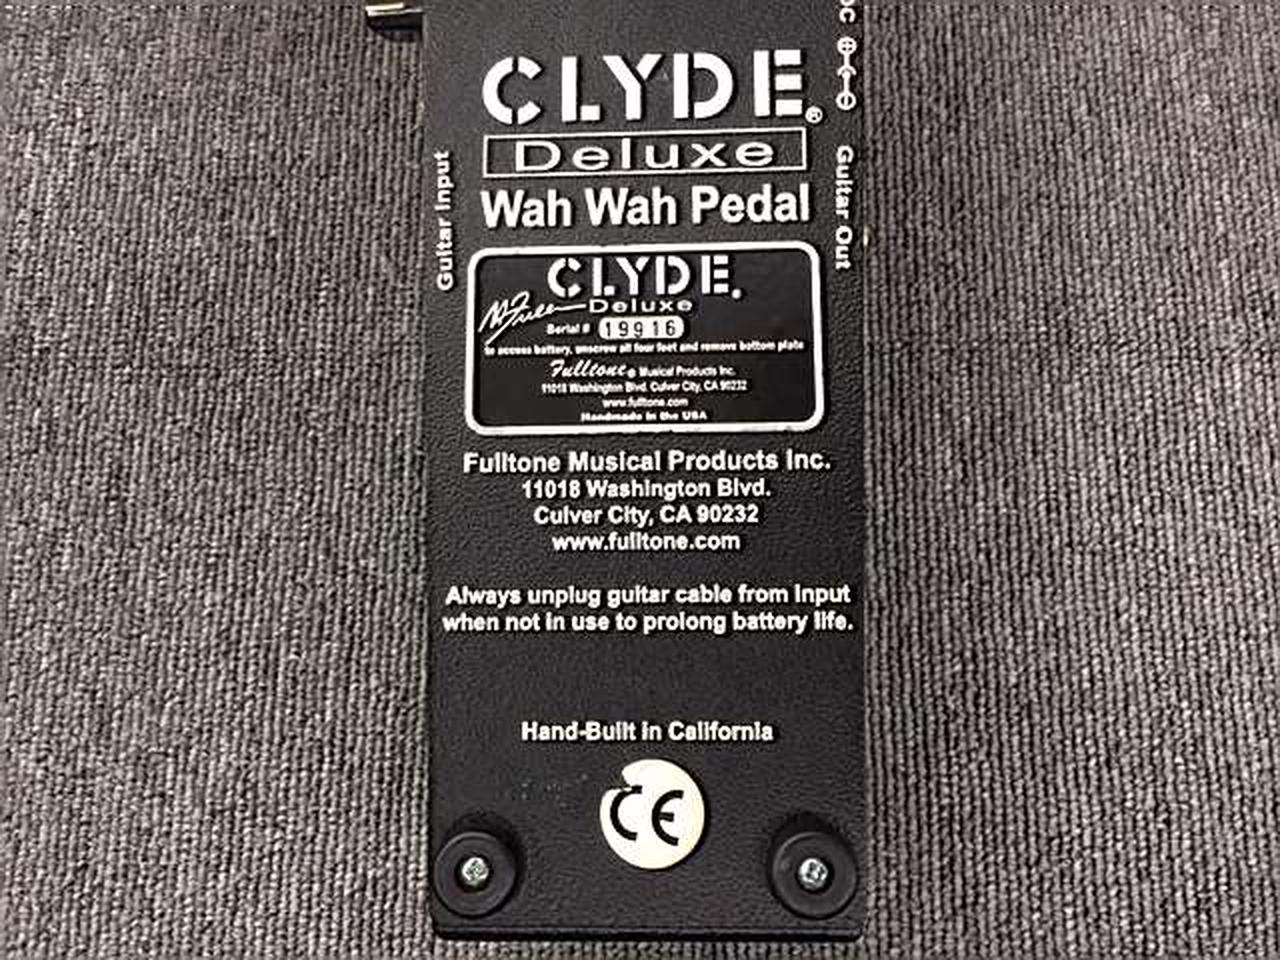 DC
CLYDE®
Deluxe
Wah Wah Pedal
Guitar Input
Guitar Out
CLYDE.
Deluxe
Serial # 19916
to access battery, unscrew all four feet and remove bottom plate
Fulltone® Musical Products Inc.
11018 Washington Blvd. Culver City, CA 90232
www.fulltone.com
Handmade in the USA
Fulltone Musical Products Inc.
11018 Washington Blvd.
Culver City, CA 90232
www.fulltone.com
Always unplug guitar cable from Input
when not in use to prolong battery life.
Hand-Built in California
CE